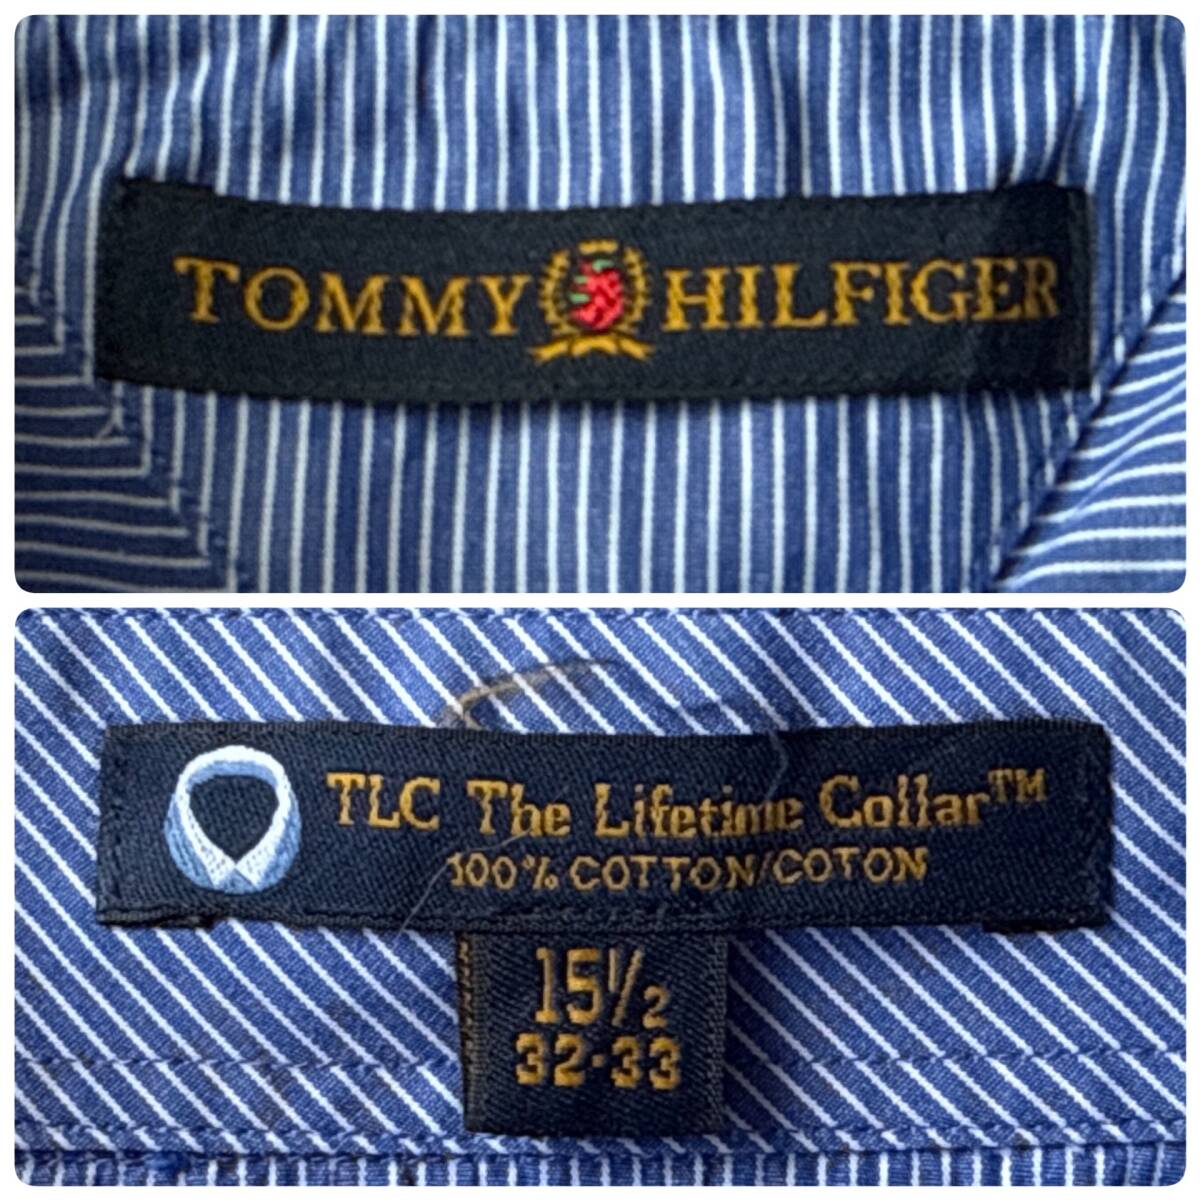 TOMMY HILFIGER
TLC The Lifetime Collar™
100% COTTON/COTON
15½
32·33